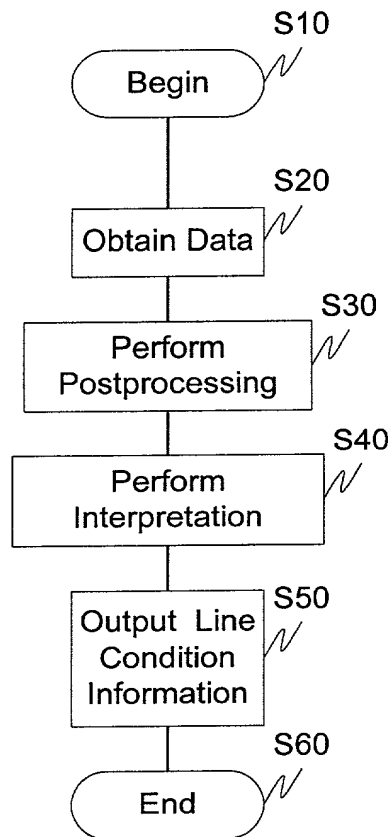 S10
Begin
S20
Obtain Data
S30
Perform
Postprocessing
S40
Perform
Interpretation
S50
Output Line
Condition
Information
S60
End